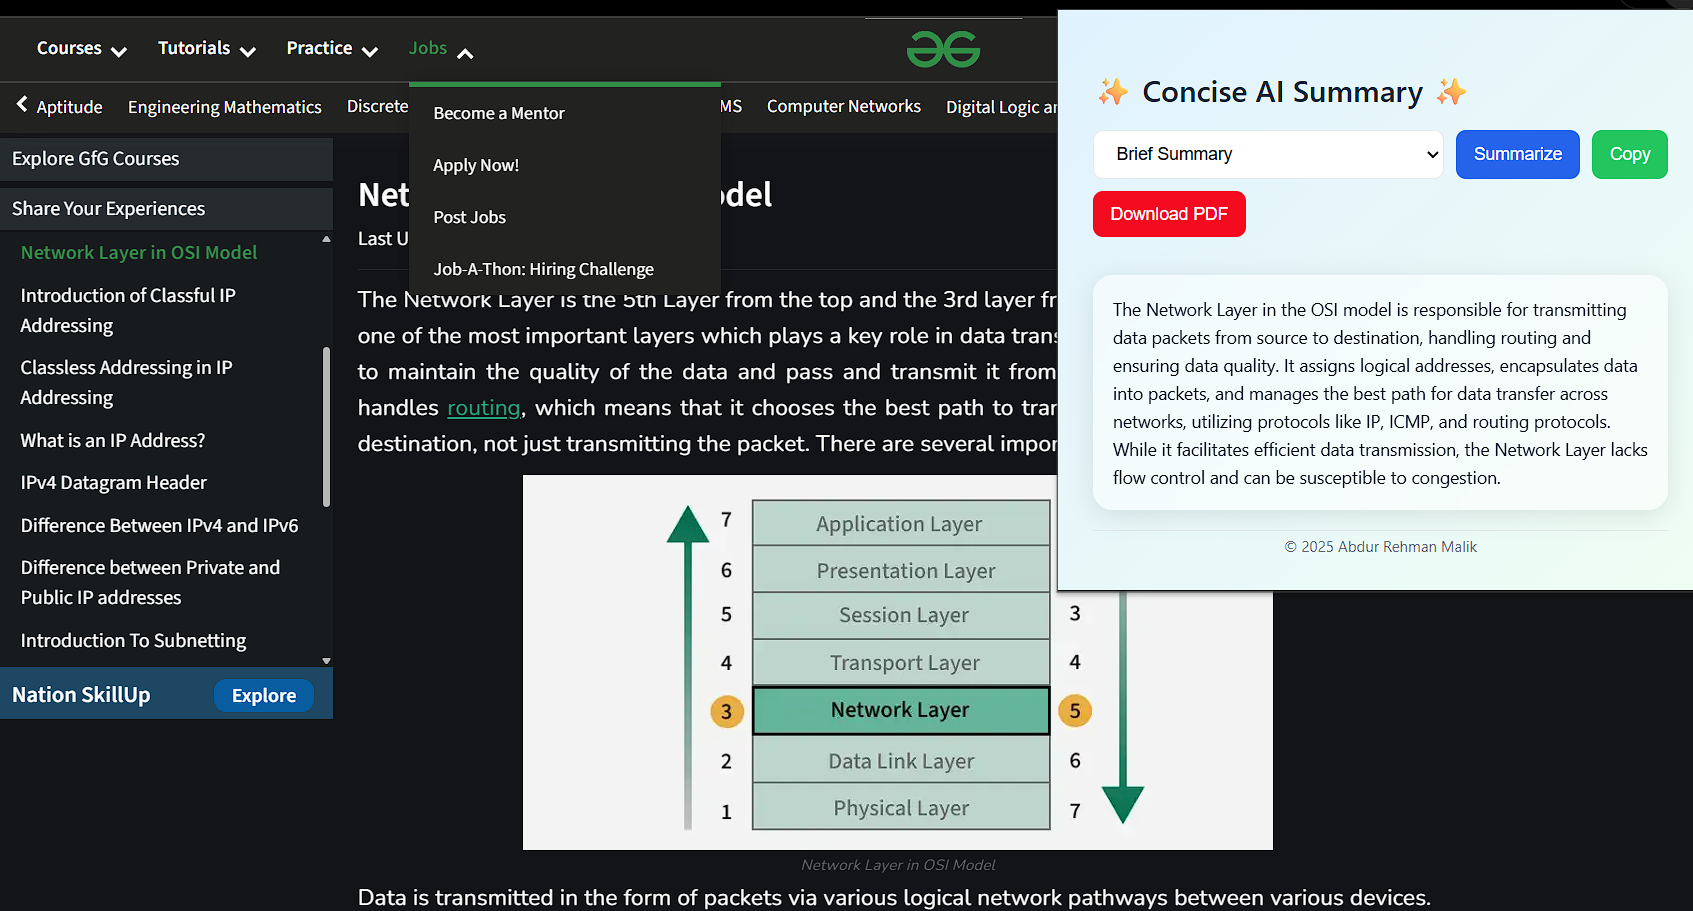 Courses
Tutorials
Practice
Jobs
Aptitude
Engineering Mathematics
Discrete
MS
Computer Networks
Digital Logic
Become a Mentor
Apply Now!
Post Jobs
Job-A-Thon: Hiring Challenge
Explore GfG Courses
Share Your Experiences
Network Layer in OSI Model
Introduction of Classful IP
Addressing
Classless Addressing in IP
Addressing
What is an IP Address?
IPv4 Datagram Header
Difference Between IPv4 and IPv6
Difference between Private and
Public IP addresses
Introduction To Subnetting
Nation SkillUp
Explore
Net odel
Last U
The Network Layer is the 5th Layer from the top and the 3rd layer fr
one of the most important layers which plays a key role in data trans
to maintain the quality of the data and pass and transmit it from
handles routing, which means that it chooses the best path to tran
destination, not just transmitting the packet. There are several impor
7 Application Layer
6 Presentation Layer
5 Session Layer 3
4 Transport Layer 4
3 Network Layer 5
2 Data Link Layer 6
1 Physical Layer 7
Network Layer in OSI Model
Data is transmitted in the form of packets via various logical network pathways between various devices.
✨ Concise AI Summary ✨
Brief Summary
Summarize
Copy
Download PDF
The Network Layer in the OSI model is responsible for transmitting
data packets from source to destination, handling routing and
ensuring data quality. It assigns logical addresses, encapsulates data
into packets, and manages the best path for data transfer across
networks, utilizing protocols like IP, ICMP, and routing protocols.
While it facilitates efficient data transmission, the Network Layer lacks
flow control and can be susceptible to congestion.
© 2025 Abdur Rehman Malik